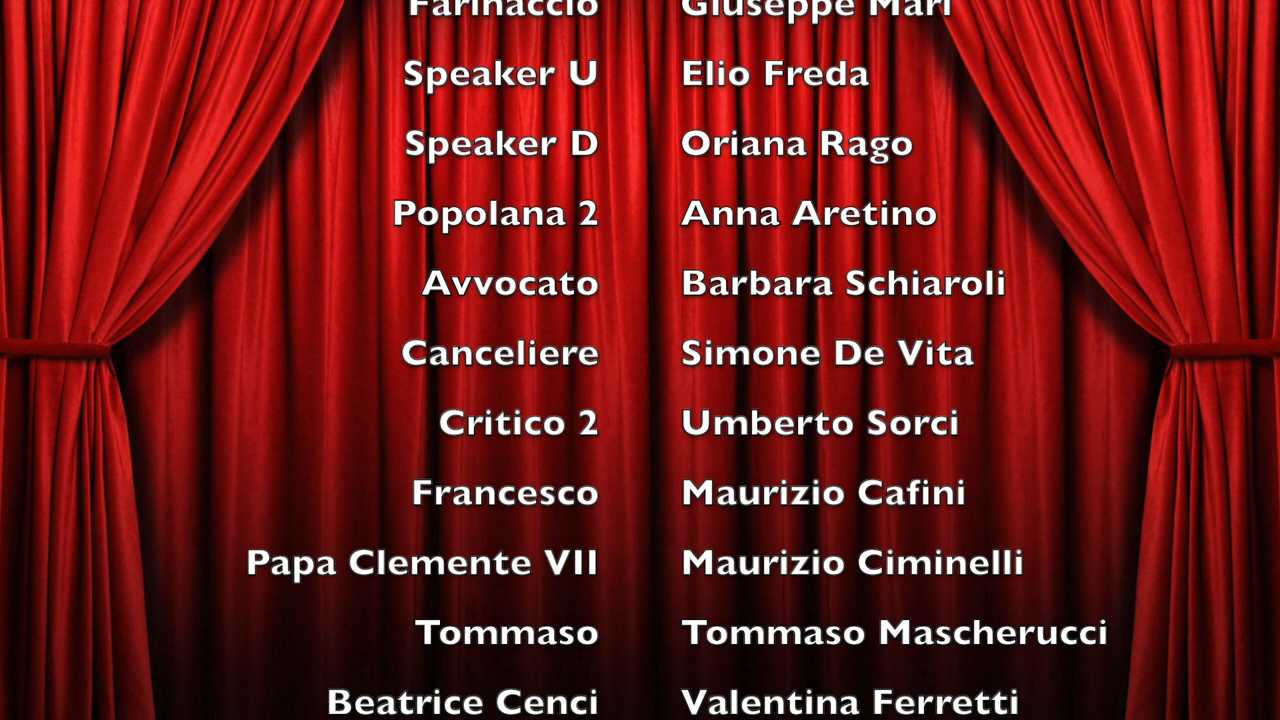 Farinaccio Giuseppe Mari
Speaker U Elio Freda
Speaker D Oriana Rago
Popolana 2 Anna Aretino
Avvocato Barbara Schiaroli
Canceliere Simone De Vita
Critico 2 Umberto Sorci
Francesco Maurizio Cafini
Papa Clemente VII Maurizio Ciminelli
Tommaso Tommaso Mascherucci
Beatrice Cenci Valentina Ferretti